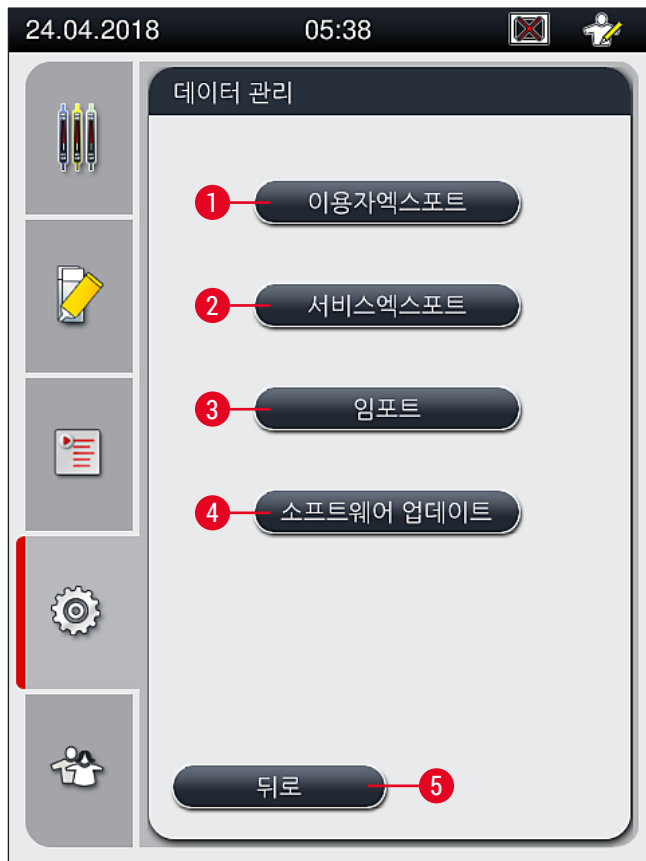 24.04.2018 05:38
데이터 관리
1 이용자엑스포트
2 서비스엑스포트
3 임포트
4 소프트웨어 업데이트
뒤로 5